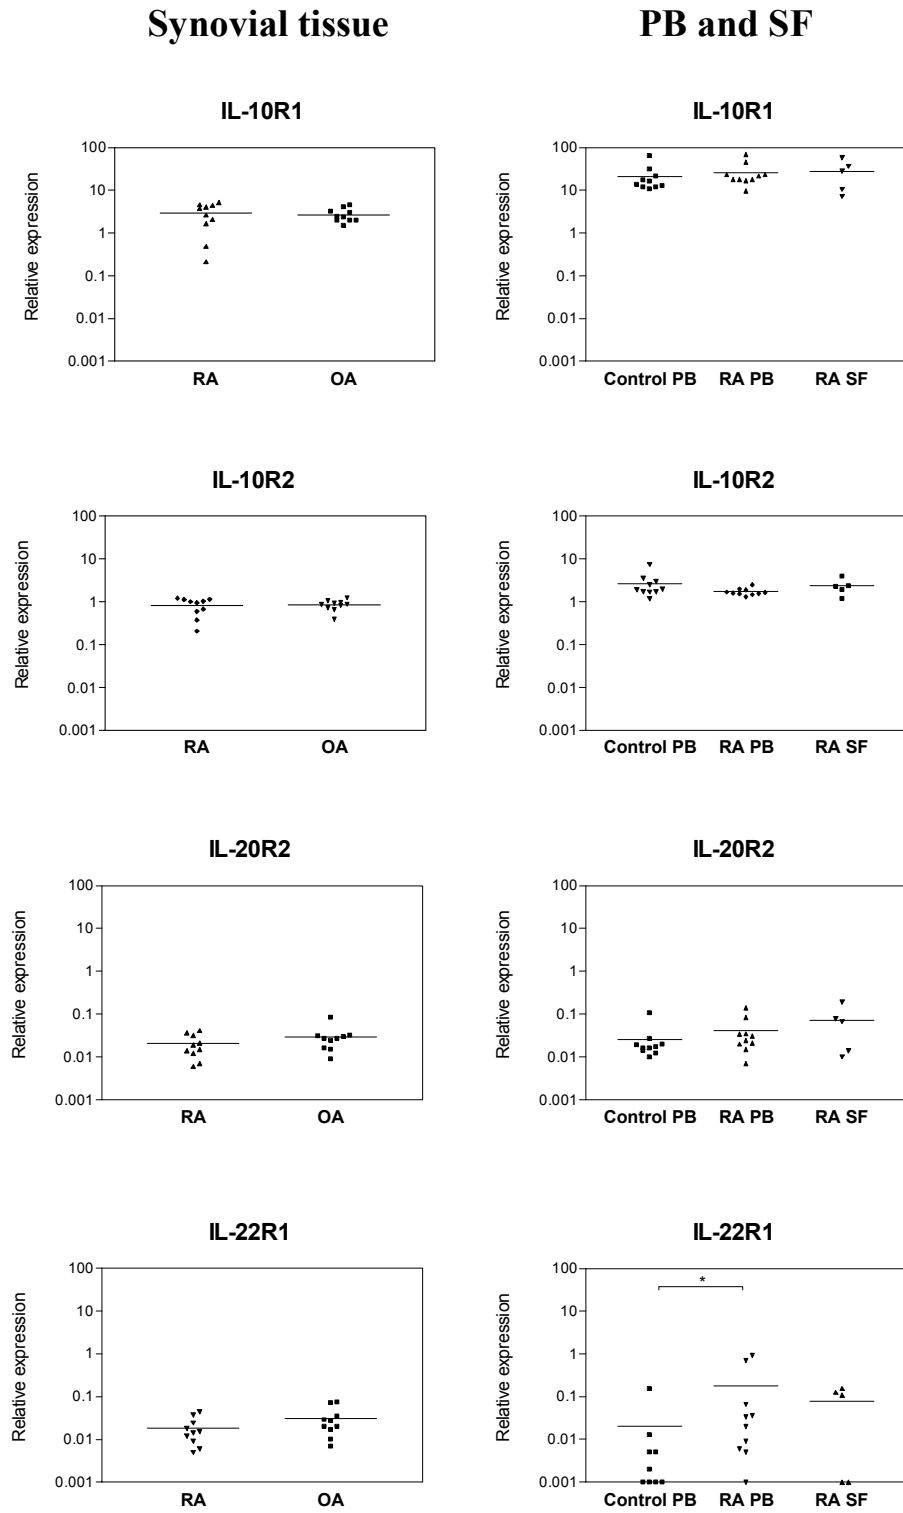 Synovial tissue
PB and SF
IL-10R1
Relative expression
100
10
1
0.1
0.01
0.001
RA
OA
IL-10R1
Relative expression
100
10
1
0.1
0.01
0.001
Control PB
RA PB
RA SF
IL-10R2
Relative expression
100
10
1
0.1
0.01
0.001
RA
OA
IL-10R2
Relative expression
100
10
1
0.1
0.01
0.001
Control PB
RA PB
RA SF
IL-20R2
Relative expression
100
10
1
0.1
0.01
0.001
RA
OA
IL-20R2
Relative expression
100
10
1
0.1
0.01
0.001
Control PB
RA PB
RA SF
IL-22R1
Relative expression
100
10
1
0.1
0.01
0.001
RA
OA
IL-22R1
Relative expression
100
10
1
0.1
0.01
0.001
*
Control PB
RA PB
RA SF